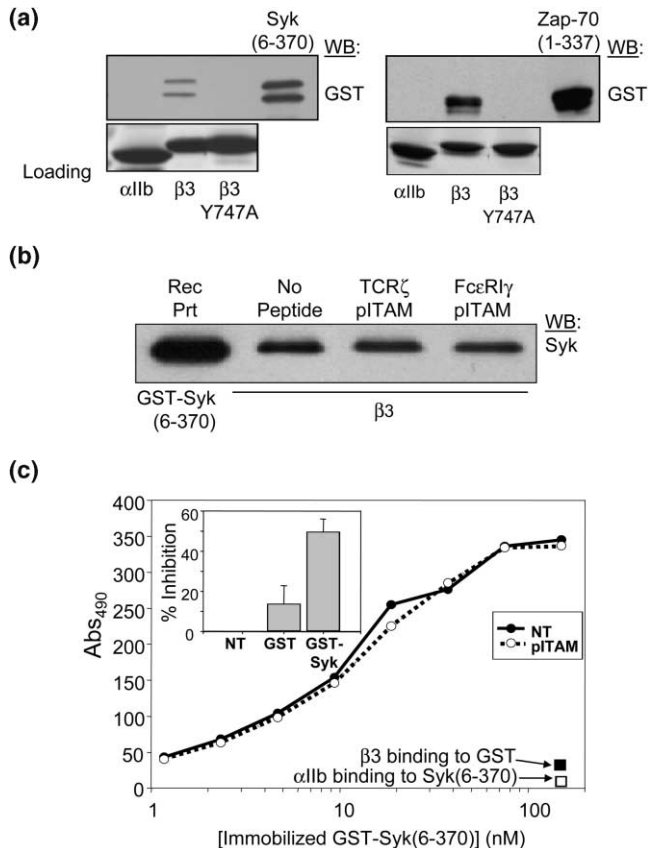 (a)
Syk
(6-370) WB:
GST
Zap-70
(1-337) WB:
GST
Loading
αIIb β3 β3
Y747A
αIIb β3 β3
Y747A
(b)
Rec
Prt
No
Peptide
TCRζ
pITAM
FcεRIγ
pITAM
WB:
Syk
GST-Syk
(6-370)
β3
(c)
400
350
300
250
200
150
100
50
0
Abs490
60
40
20
0
% Inhibition
NT GST GST-
Syk
NT
pITAM
β3 binding to GST
αIIb binding to Syk(6-370)
1 10 100
[Immobilized GST-Syk(6-370)] (nM)